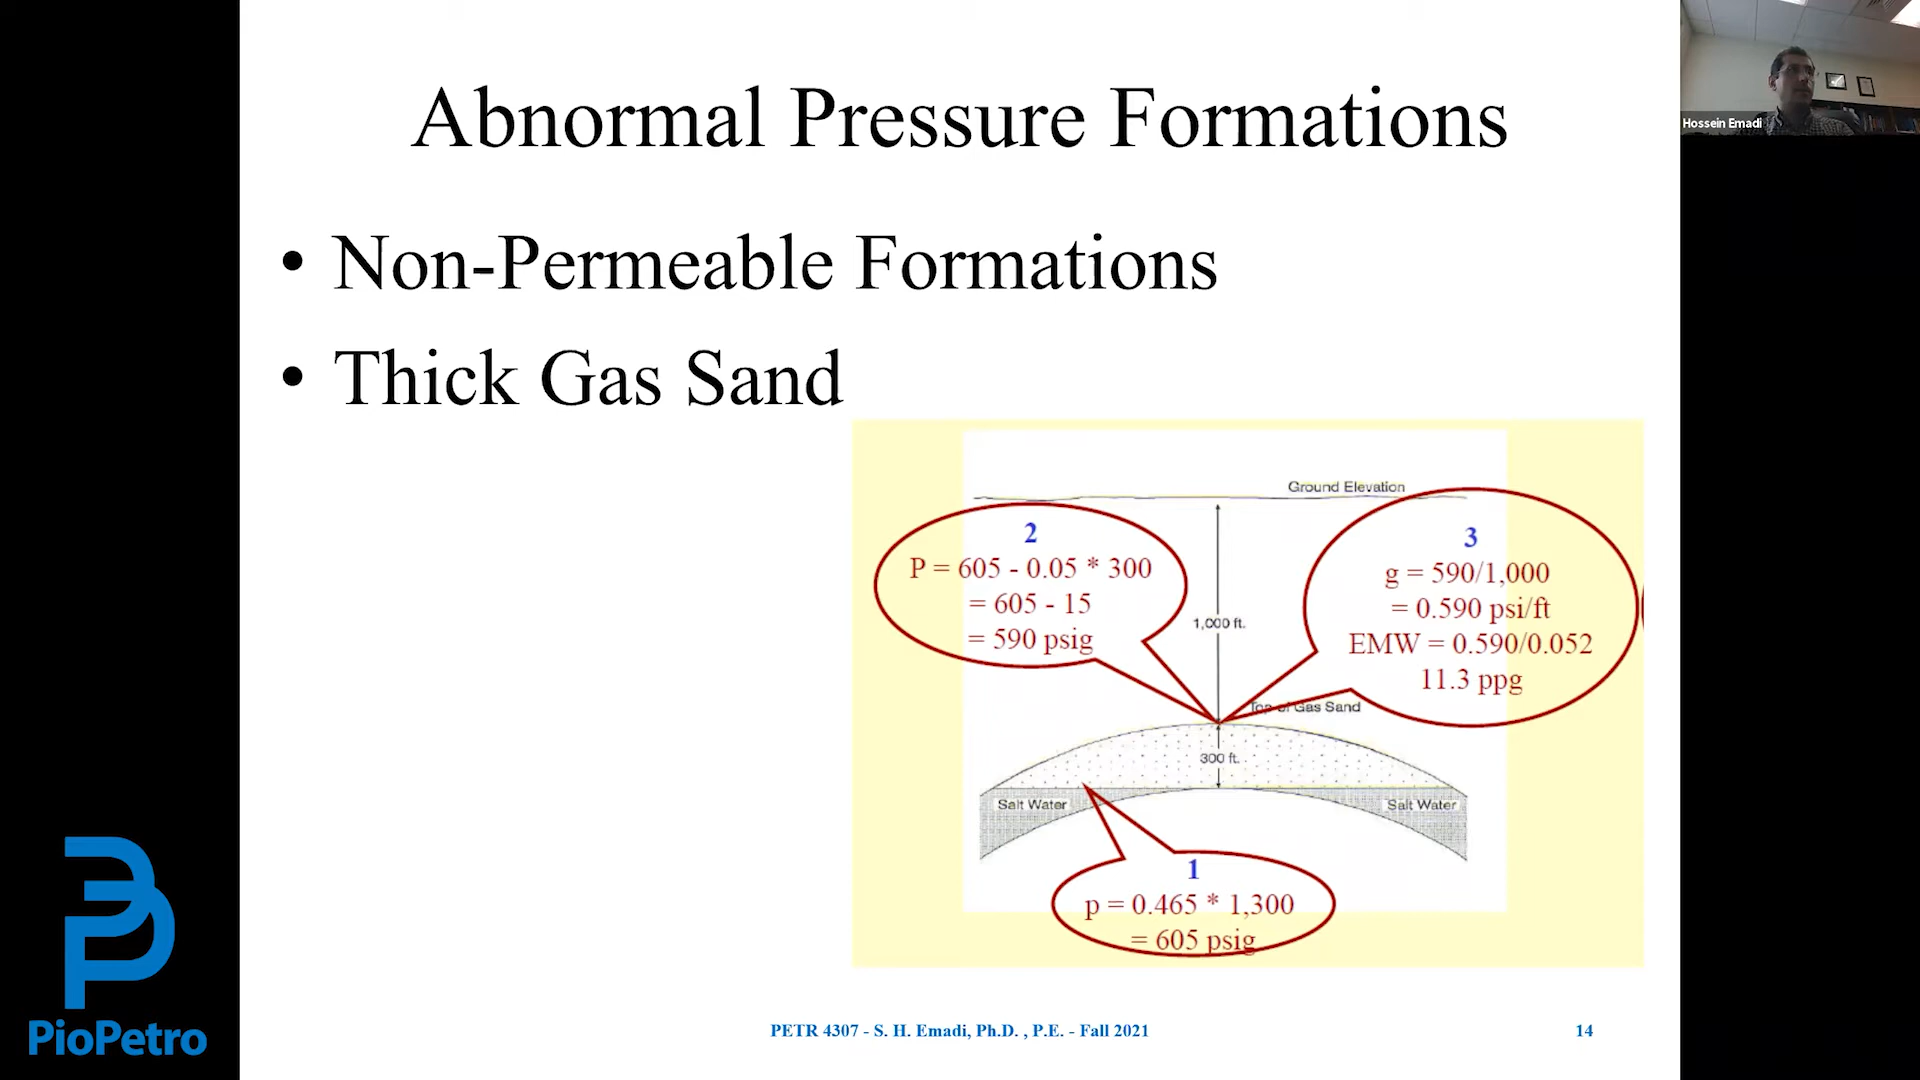 Abnormal Pressure Formations
Hossein Emadi
• Non-Permeable Formations
• Thick Gas Sand
Ground Elevation
2
P = 605 - 0.05 * 300
= 605 - 15
= 590 psig
3
g = 590/1,000
= 0.590 psi/ft
EMW = 0.590/0.052
11.3 ppg
1,000 ft.
Top of Gas Sand
300 ft.
Salt Water
Salt Water
1
p = 0.465 * 1,300
= 605 psig
PioPetro
PETR 4307 - S. H. Emadi, Ph.D. , P.E. - Fall 2021
14